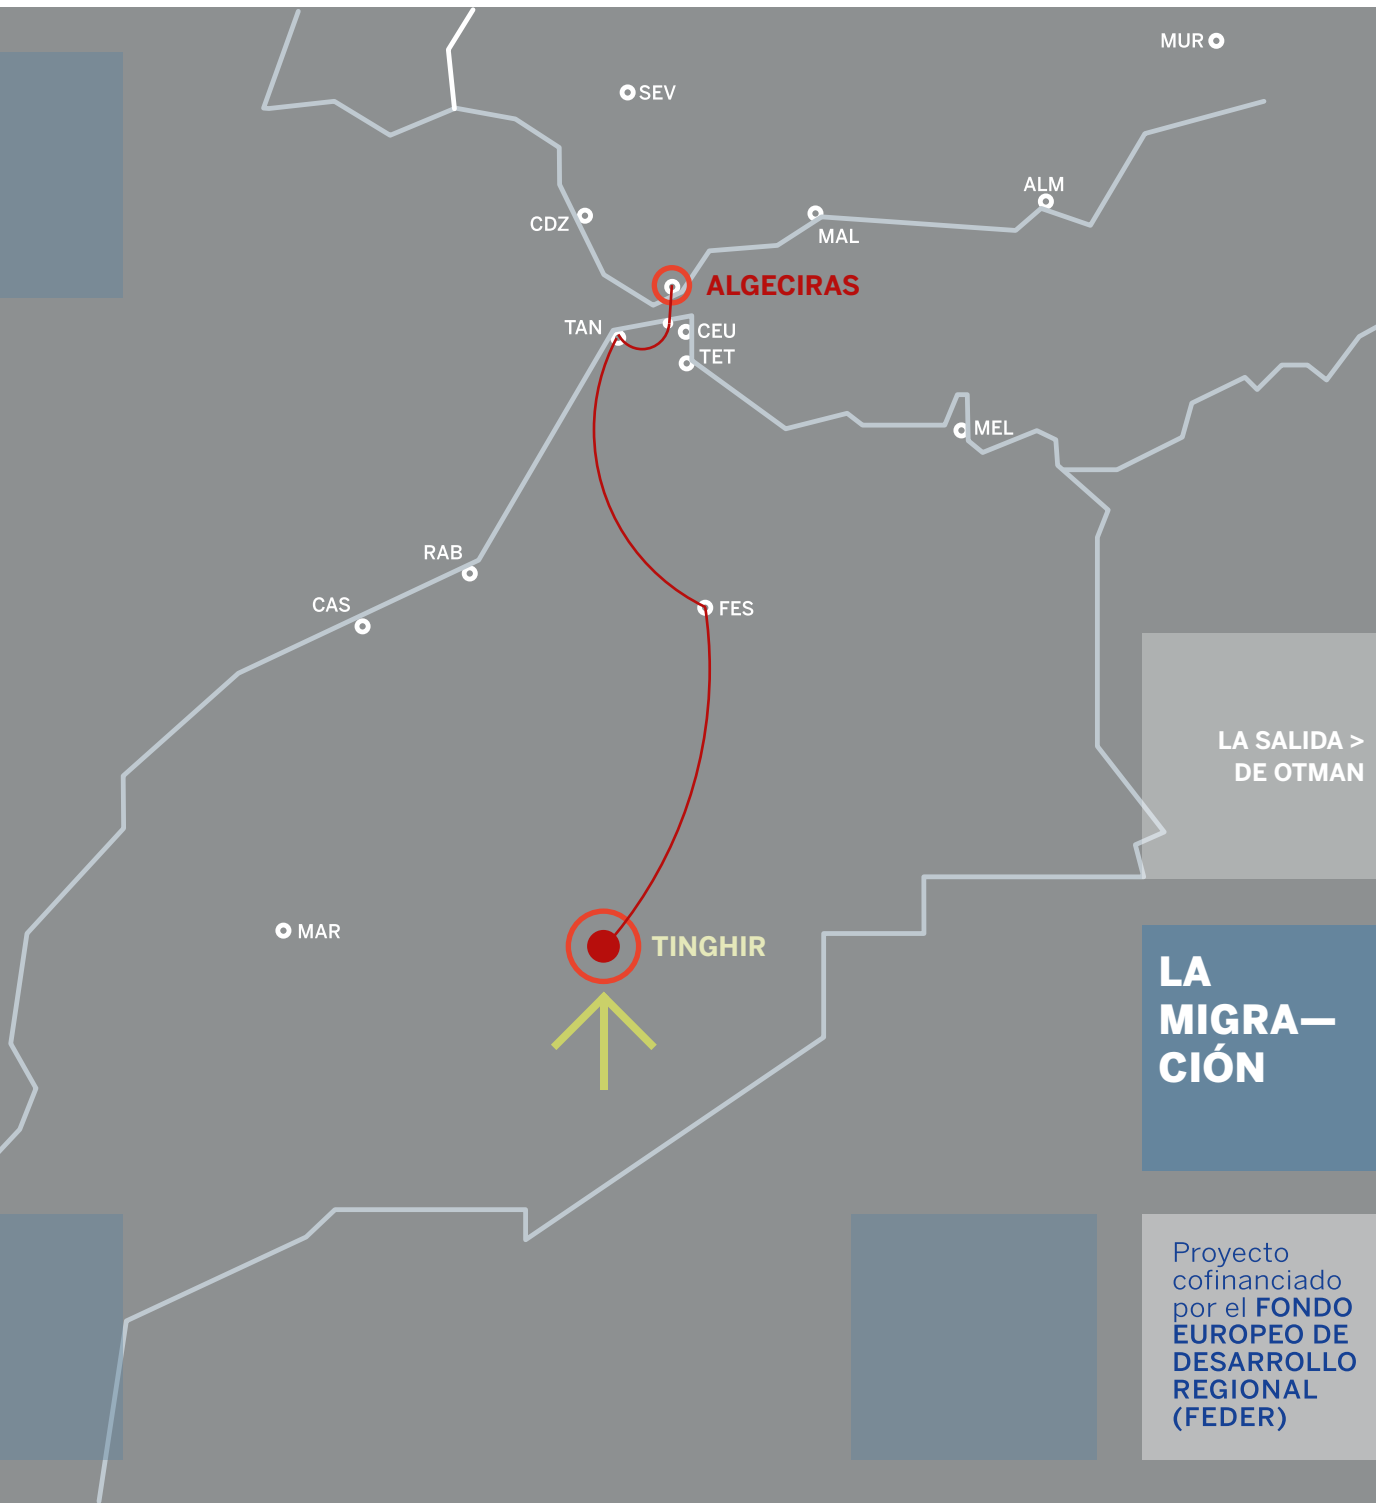 MUR
SEV
ALM
CDZ
MAL
ALGECIRAS
TAN
CEU
TET
MEL
RAB
CAS
FES
LA SALIDA >
DE OTMAN
MAR
TINGHIR
LA
MIGRA—
CIÓN
Proyecto
cofinanciado
por el FONDO
EUROPEO DE
DESARROLLO
REGIONAL
(FEDER)